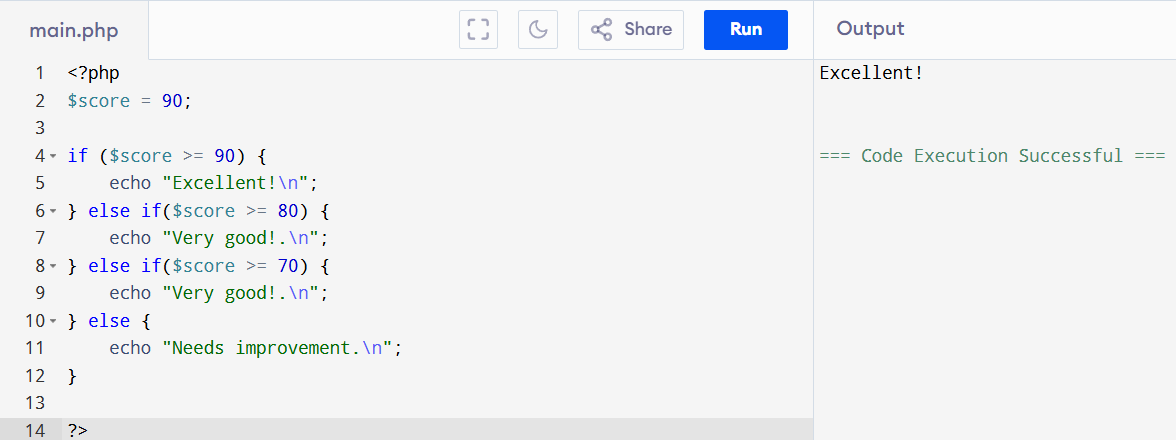 main.php
Share
Run
Output
1 <?php
2 $score = 90;
3
4 if ($score >= 90) {
5     echo "Excellent!\n";
6 } else if($score >= 80) {
7     echo "Very good!.\n";
8 } else if($score >= 70) {
9     echo "Very good!.\n";
10 } else {
11     echo "Needs improvement.\n";
12 }
13
14 ?>
Excellent!
=== Code Execution Successful ===